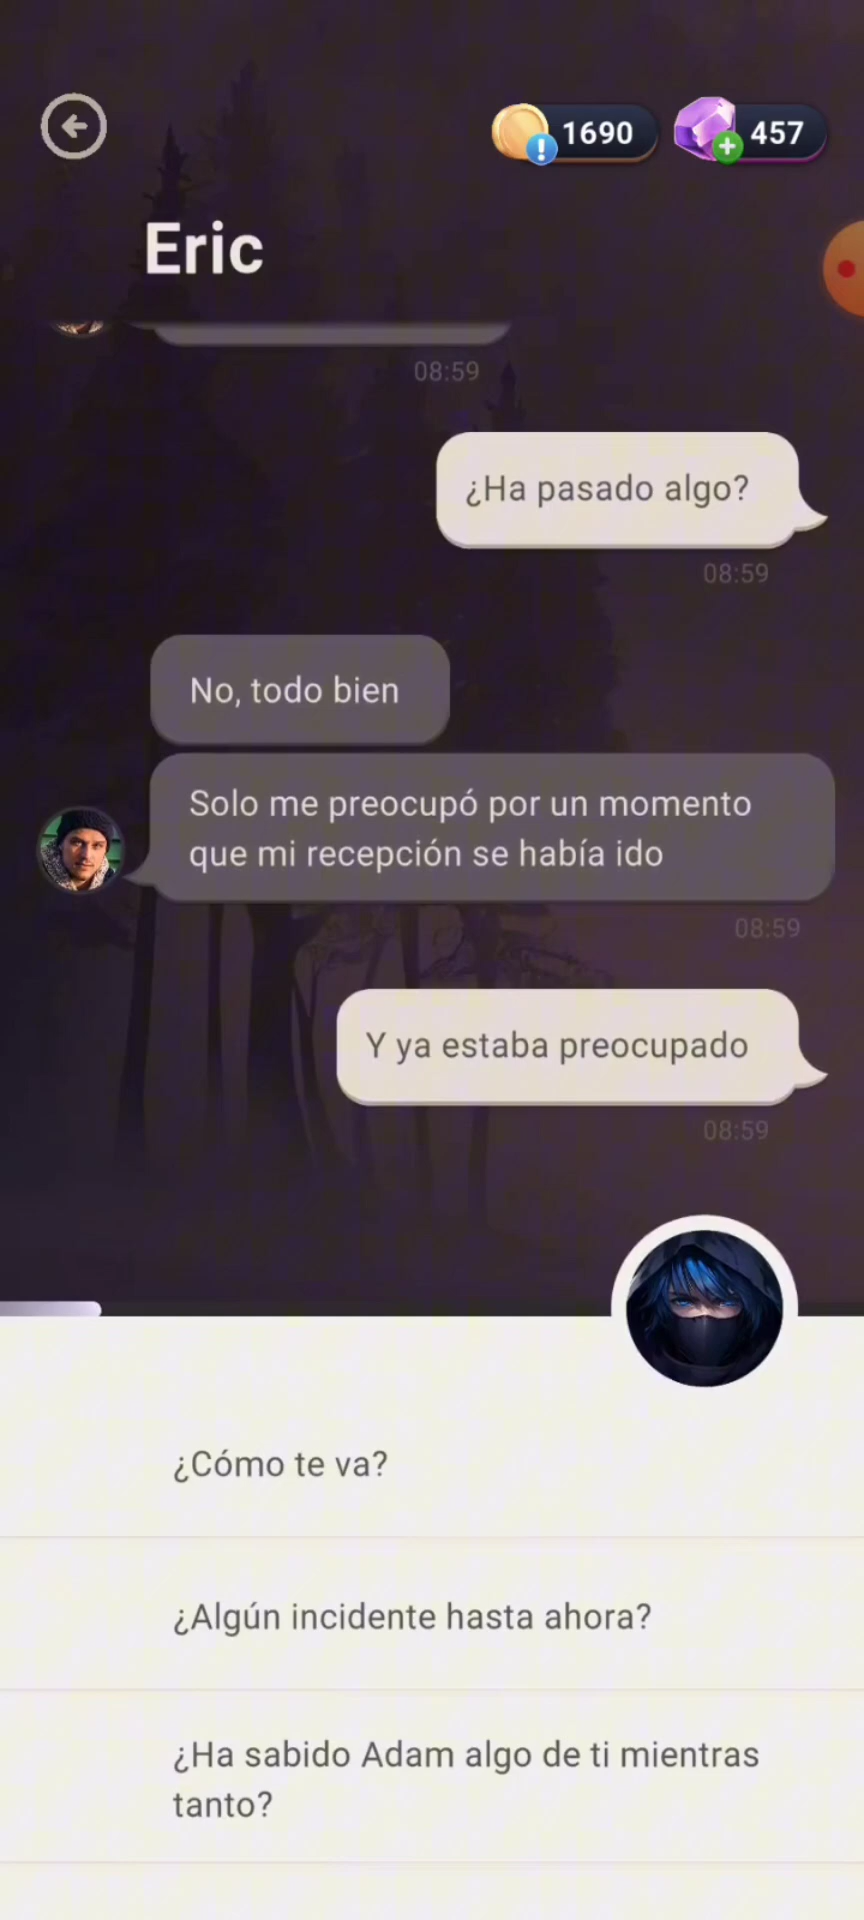 1690
457
Eric
08:59
¿Ha pasado algo?
08:59
No, todo bien
Solo me preocupó por un momento
que mi recepción se había ido
08:59
Y ya estaba preocupado
08:59
¿Cómo te va?
¿Algún incidente hasta ahora?
¿Ha sabido Adam algo de ti mientras
tanto?